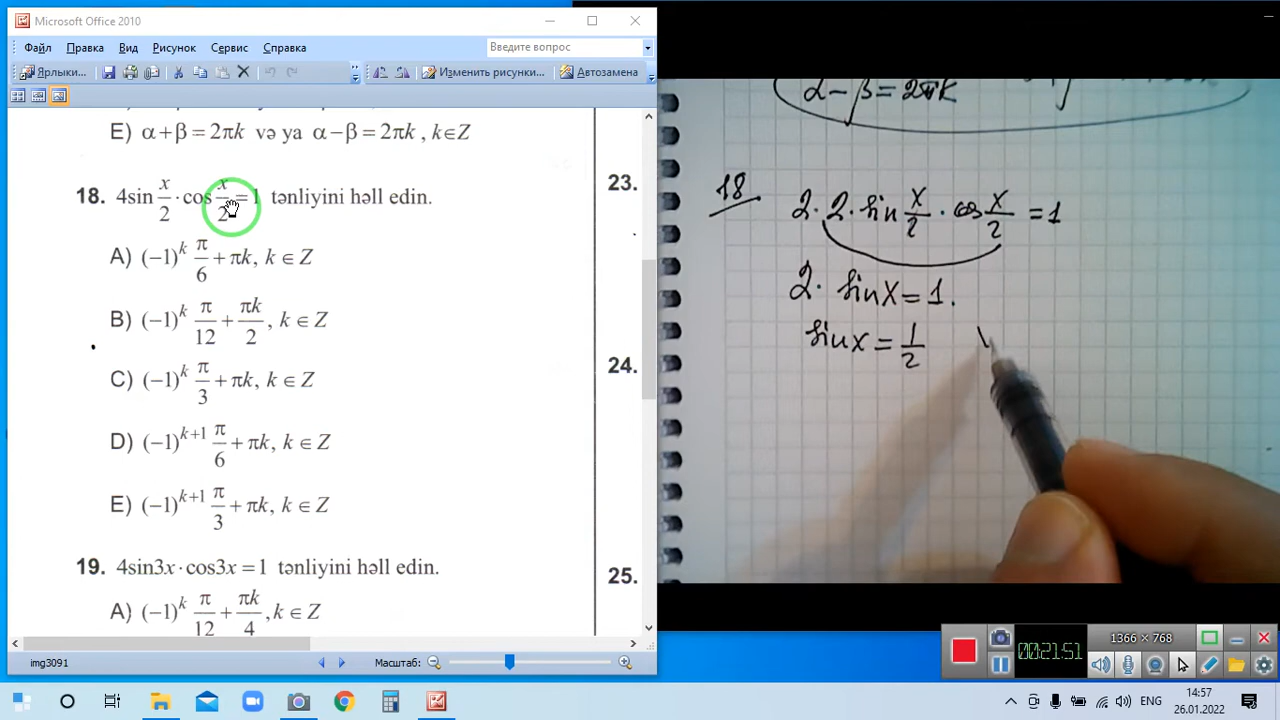 Microsoft Office 2010
Файл Правка Вид Рисунок Сервис Справка
Введите вопрос
Ярлыки...
Изменить рисунки...
Автозамена
E) α + β = 2πk və ya α − β = 2πk , k∈Z
18. 4sin x/2 · cos x/2 = 1 tənliyini həll edin.
A) (−1)^k π/6 + πk, k ∈ Z
B) (−1)^k π/12 + πk/2, k ∈ Z
C) (−1)^k π/3 + πk, k ∈ Z
D) (−1)^{k+1} π/6 + πk, k ∈ Z
E) (−1)^{k+1} π/3 + πk, k ∈ Z
19. 4sin3x · cos3x = 1 tənliyini həll edin.
A) (−1)^k π/12 + πk/4, k ∈ Z
23.
24.
25.
img3091
Масштаб:
α − β = 2πk
18
2 · 2 · sin x/2 · cos x/2 = 1
2 · sinx = 1.
sinx = 1/2
1366 × 768
00:21:51
ENG
14:57
26.01.2022